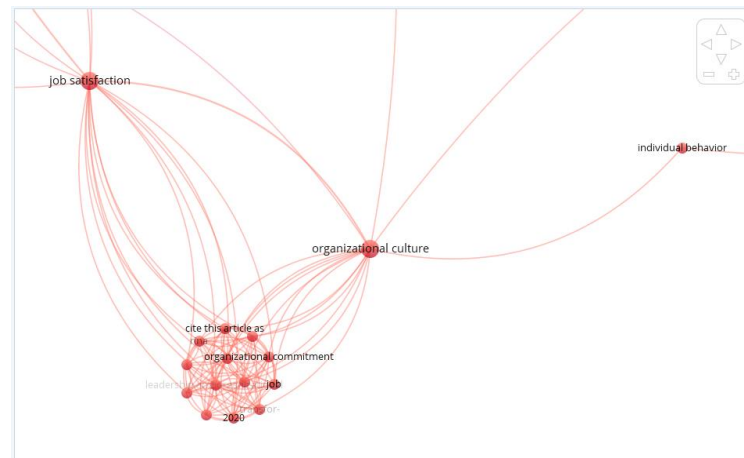 job satisfaction
individual behavior
organizational culture
cite this article as
organizational commitment
job
2020